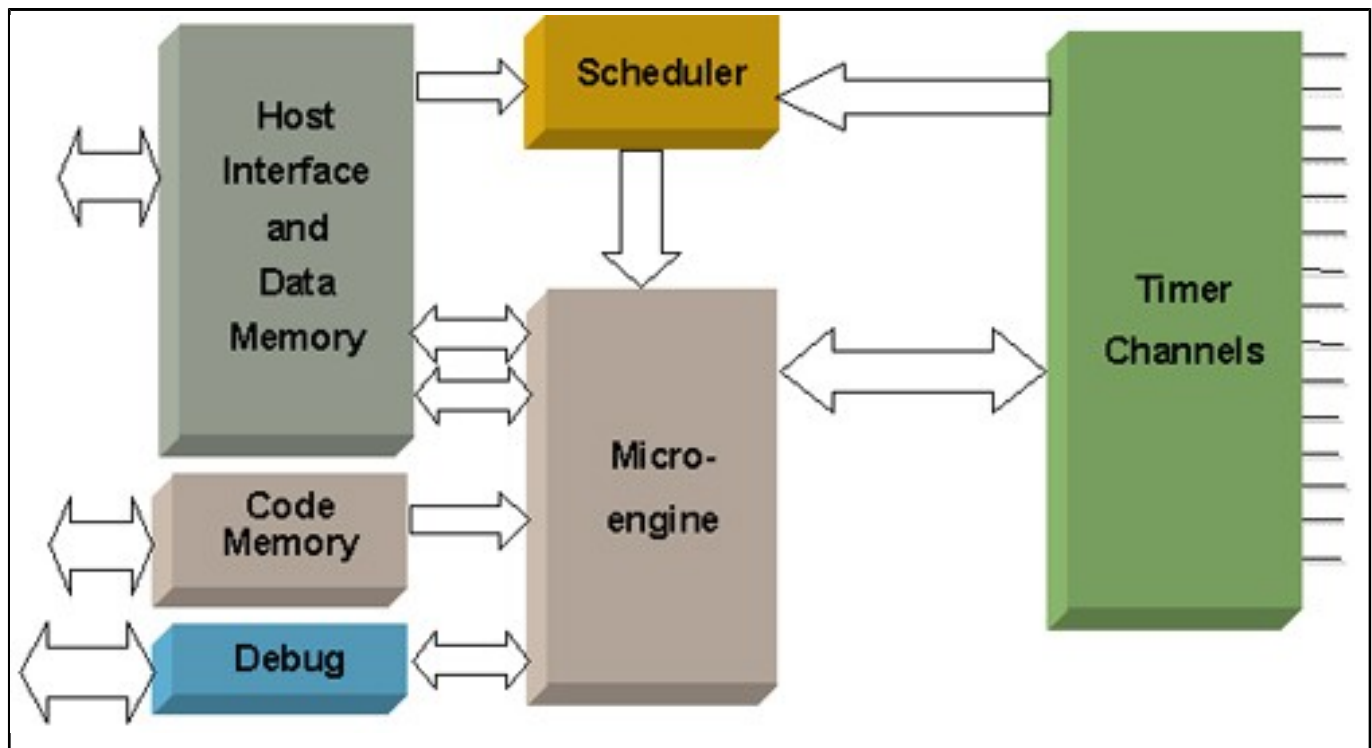 Host
Interface
and
Data
Memory
Scheduler
Timer
Channels
Micro-
engine
Code
Memory
Debug